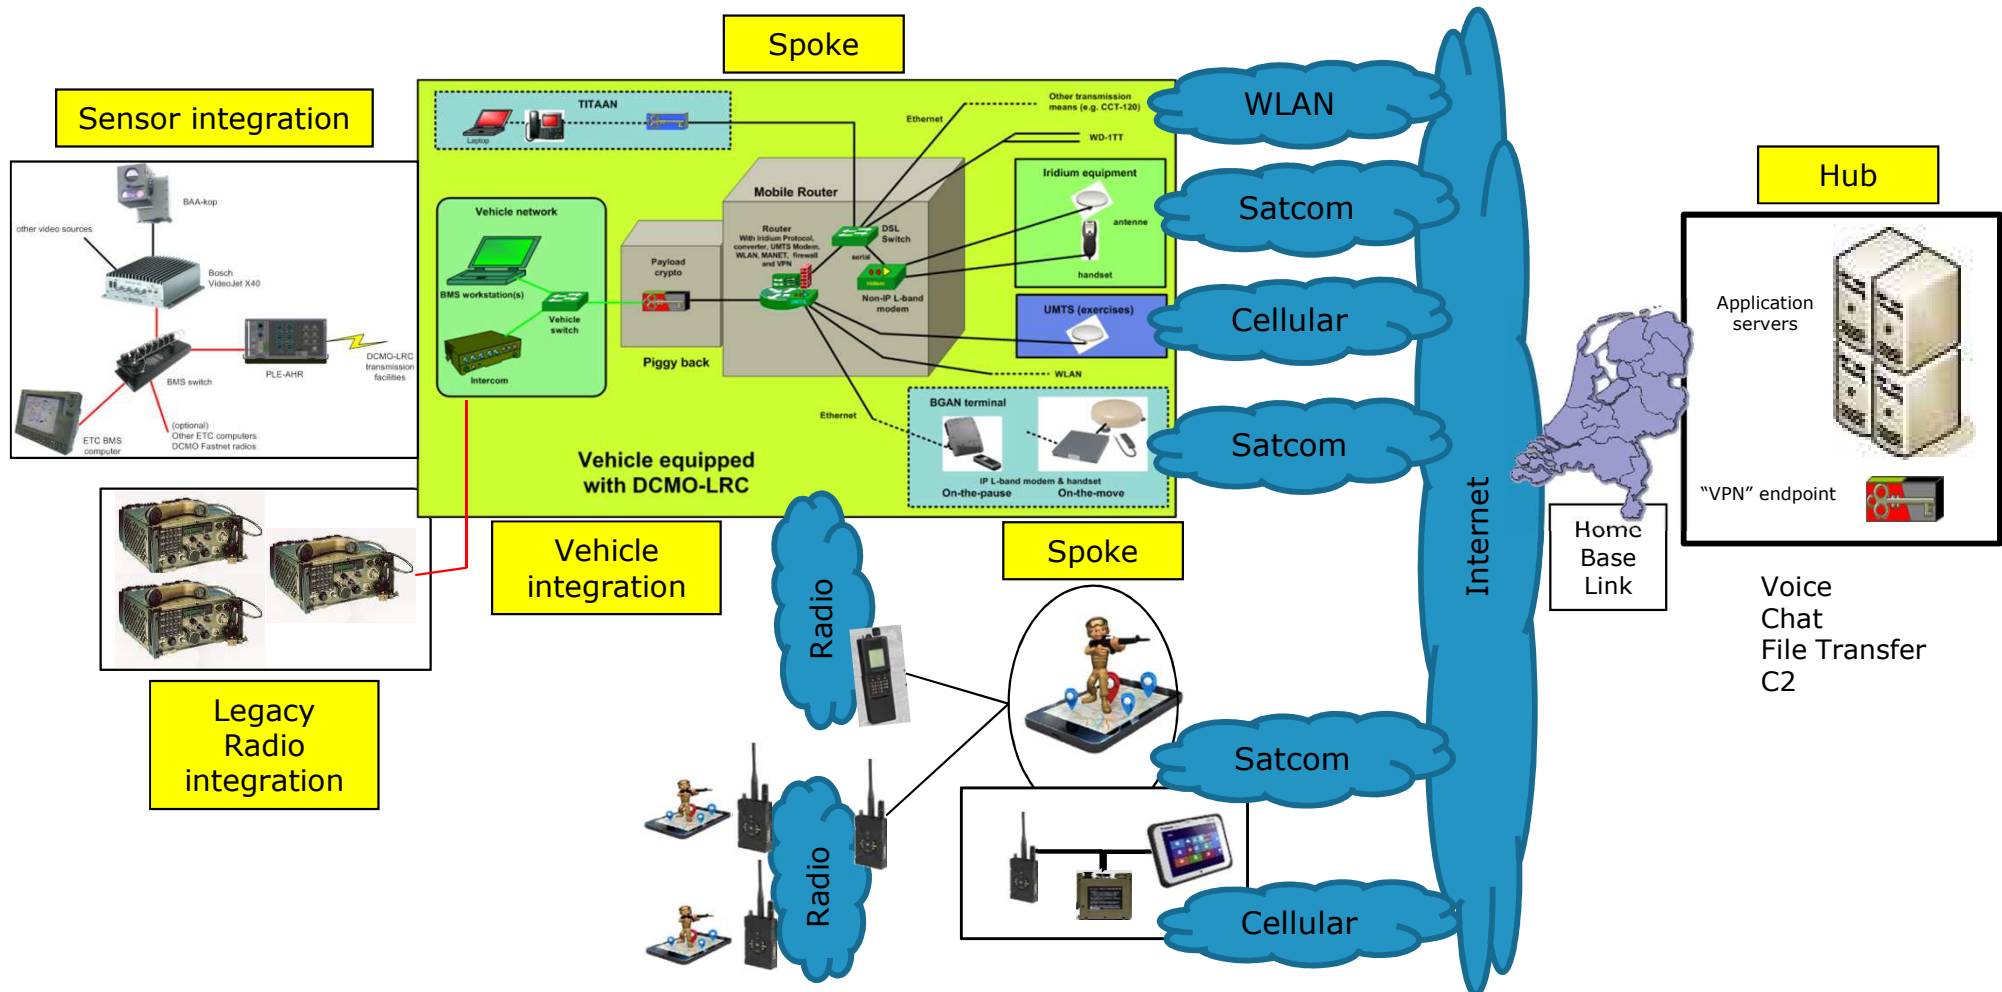 Spoke
Sensor integration
BAA-kop
other video sources
Bosch
VideoJet X40
BMS switch
PLE-AHR
DCMO-LRC
transmission
facilities
ETC BMS
computer
(optional)
Other ETC computers
DCMO Fastnet radios
TITAAN
Laptop
Ethernet
Other transmission
means (e.g. CCT-120)
WD-1TT
Mobile Router
Vehicle network
BMS workstation(s)
Vehicle
switch
Intercom
Payload
crypto
Piggy back
Router
With Iridium Protocol,
converter, UMTS Modem,
WLAN, MANET, firewall
and VPN
UMTS
DSL
Switch
serial
Iridium
Non-IP L-band
modem
Iridium equipment
antenne
handset
UMTS (exercises)
WLAN
Ethernet
BGAN terminal
IP L-band modem & handset
On-the-pause
On-the-move
Vehicle equipped
with DCMO-LRC
WLAN
Satcom
Cellular
Satcom
Internet
Hub
Application
servers
"VPN" endpoint
Home
Base
Link
Voice
Chat
File Transfer
C2
Vehicle
integration
Legacy
Radio
integration
Radio
Spoke
Radio
Satcom
Cellular